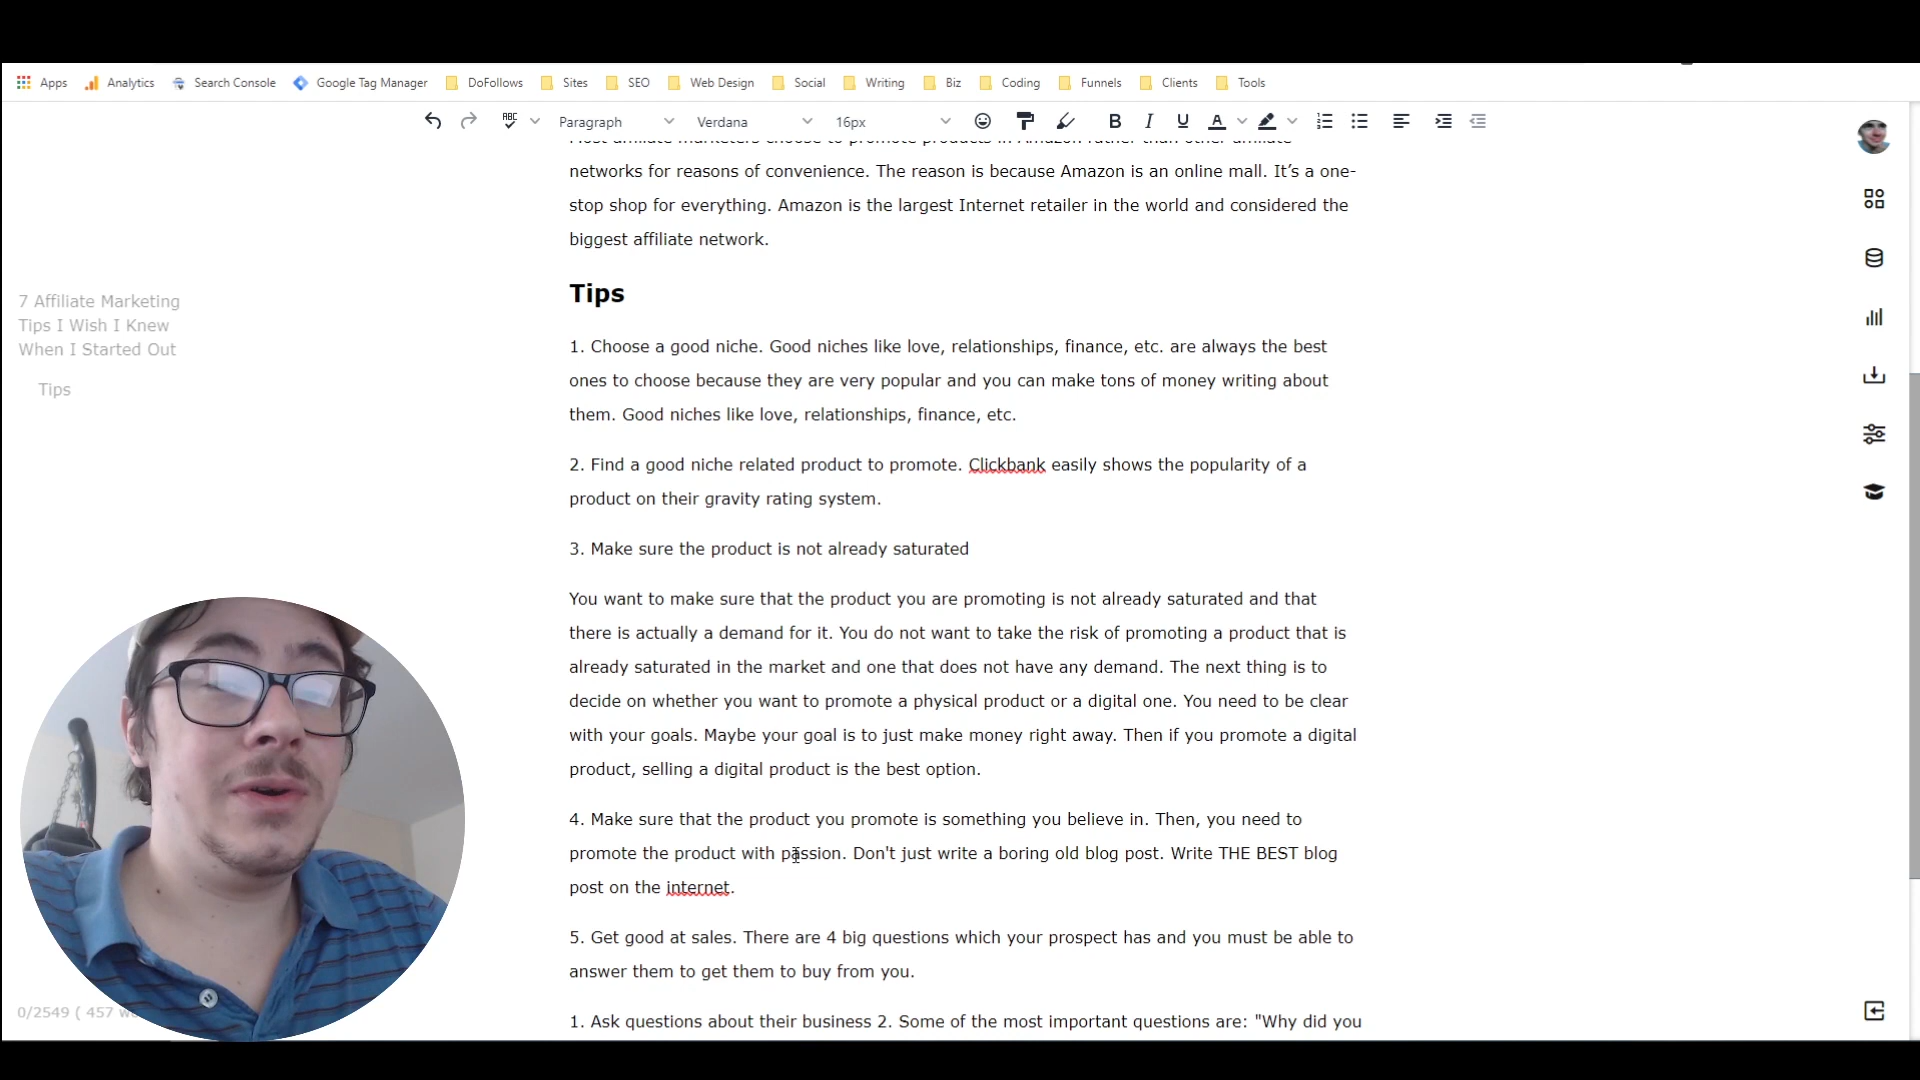 Apps Analytics Search Console Google Tag Manager DoFollows Sites SEO Web Design Social Writing Biz Coding Funnels Clients Tools
ABC Paragraph Verdana 16px B I U A
Most affiliate marketers choose to promote products in Amazon rather than other affiliate
networks for reasons of convenience. The reason is because Amazon is an online mall. It’s a one-
stop shop for everything. Amazon is the largest Internet retailer in the world and considered the
biggest affiliate network.
7 Affiliate Marketing
Tips I Wish I Knew
When I Started Out
Tips
Tips
1. Choose a good niche. Good niches like love, relationships, finance, etc. are always the best
ones to choose because they are very popular and you can make tons of money writing about
them. Good niches like love, relationships, finance, etc.
2. Find a good niche related product to promote. Clickbank easily shows the popularity of a
product on their gravity rating system.
3. Make sure the product is not already saturated
You want to make sure that the product you are promoting is not already saturated and that
there is actually a demand for it. You do not want to take the risk of promoting a product that is
already saturated in the market and one that does not have any demand. The next thing is to
decide on whether you want to promote a physical product or a digital one. You need to be clear
with your goals. Maybe your goal is to just make money right away. Then if you promote a digital
product, selling a digital product is the best option.
4. Make sure that the product you promote is something you believe in. Then, you need to
promote the product with passion. Don't just write a boring old blog post. Write THE BEST blog
post on the internet.
5. Get good at sales. There are 4 big questions which your prospect has and you must be able to
answer them to get them to buy from you.
1. Ask questions about their business 2. Some of the most important questions are: "Why did you
0/2549 ( 457